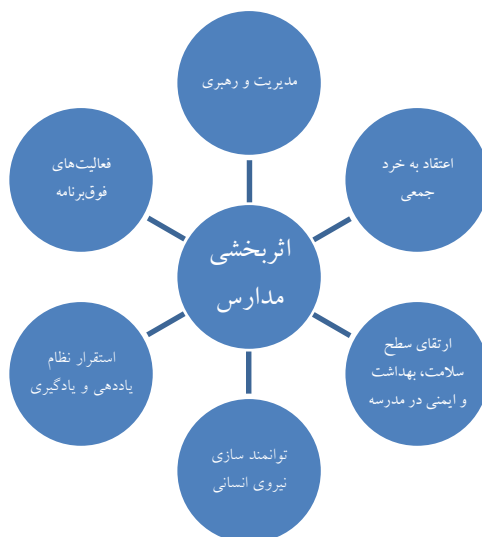 مدیریت و رهبری
اعتقاد به خرد
جمعی
ارتقای سطح
سلامت، بهداشت
و ایمنی در مدرسه
توانمند سازی
نیروی انسانی
استقرار نظام
یاددهی و یادگیری
فعالیت‌های
فوق‌برنامه
اثربخشی
مدارس